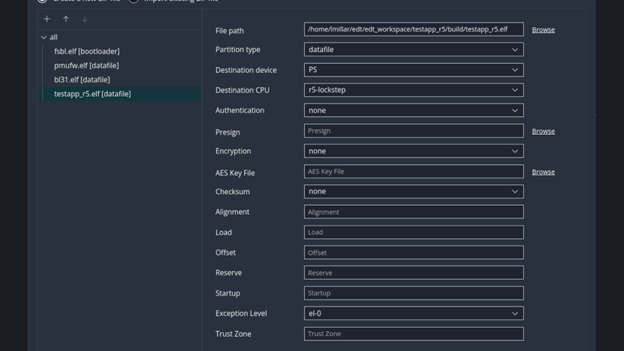 all
fsbl.elf [bootloader]
pmufw.elf [datafile]
bl31.elf [datafile]
testapp_r5.elf [datafile]
File path /home/lmillar/edt/edt_workspace/testapp_r5/build/testapp_r5.elf Browse
Partition type datafile
Destination device PS
Destination CPU r5-lockstep
Authentication none
Presign Presign Browse
Encryption none
AES Key File AES Key File Browse
Checksum none
Alignment Alignment
Load Load
Offset Offset
Reserve Reserve
Startup Startup
Exception Level el-0
Trust Zone Trust Zone